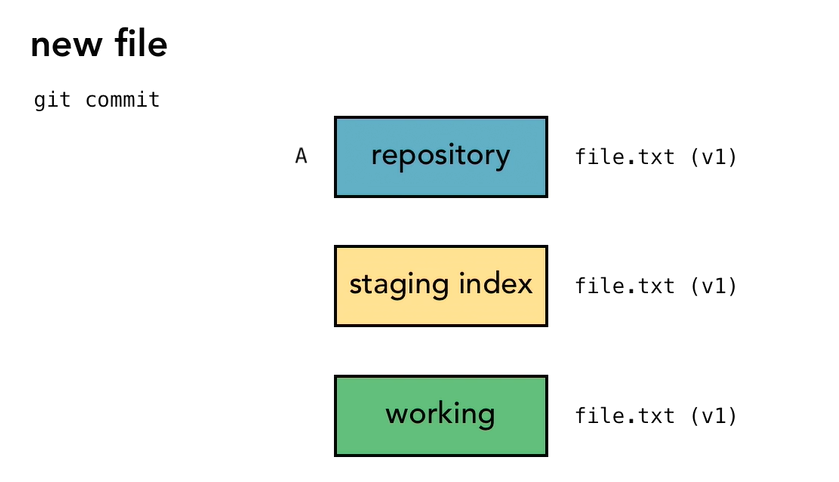 new file
git commit
A repository file.txt (v1)
staging index file.txt (v1)
working file.txt (v1)